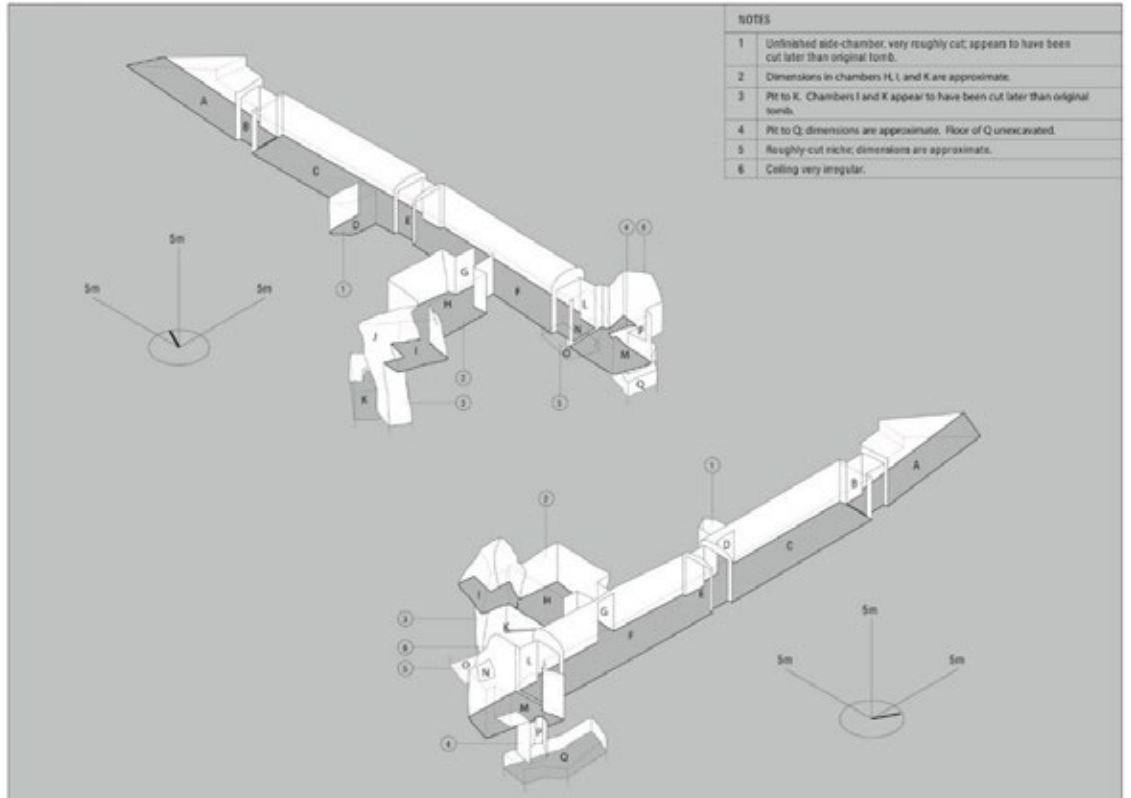 NOTES
1 Unfinished side-chamber, very roughly cut; appears to have been
cut later than original tomb.
2 Dimensions in chambers H, I, and K are approximate.
3 Pit to K. Chambers I and K appear to have been cut later than original
tomb.
4 Pit to Q; dimensions are approximate. Floor of Q unexcavated.
5 Roughly-cut niche; dimensions are approximate.
6 Ceiling very irregular.
A
B
C
D
E
F
G
H
I
J
K
L
M
N
O
P
Q
1
2
3
4
6
5
5m
5m
5m
A
B
C
D
E
F
G
H
I
K
L
M
N
O
P
Q
1
2
3
6
5
4
5m
5m
5m